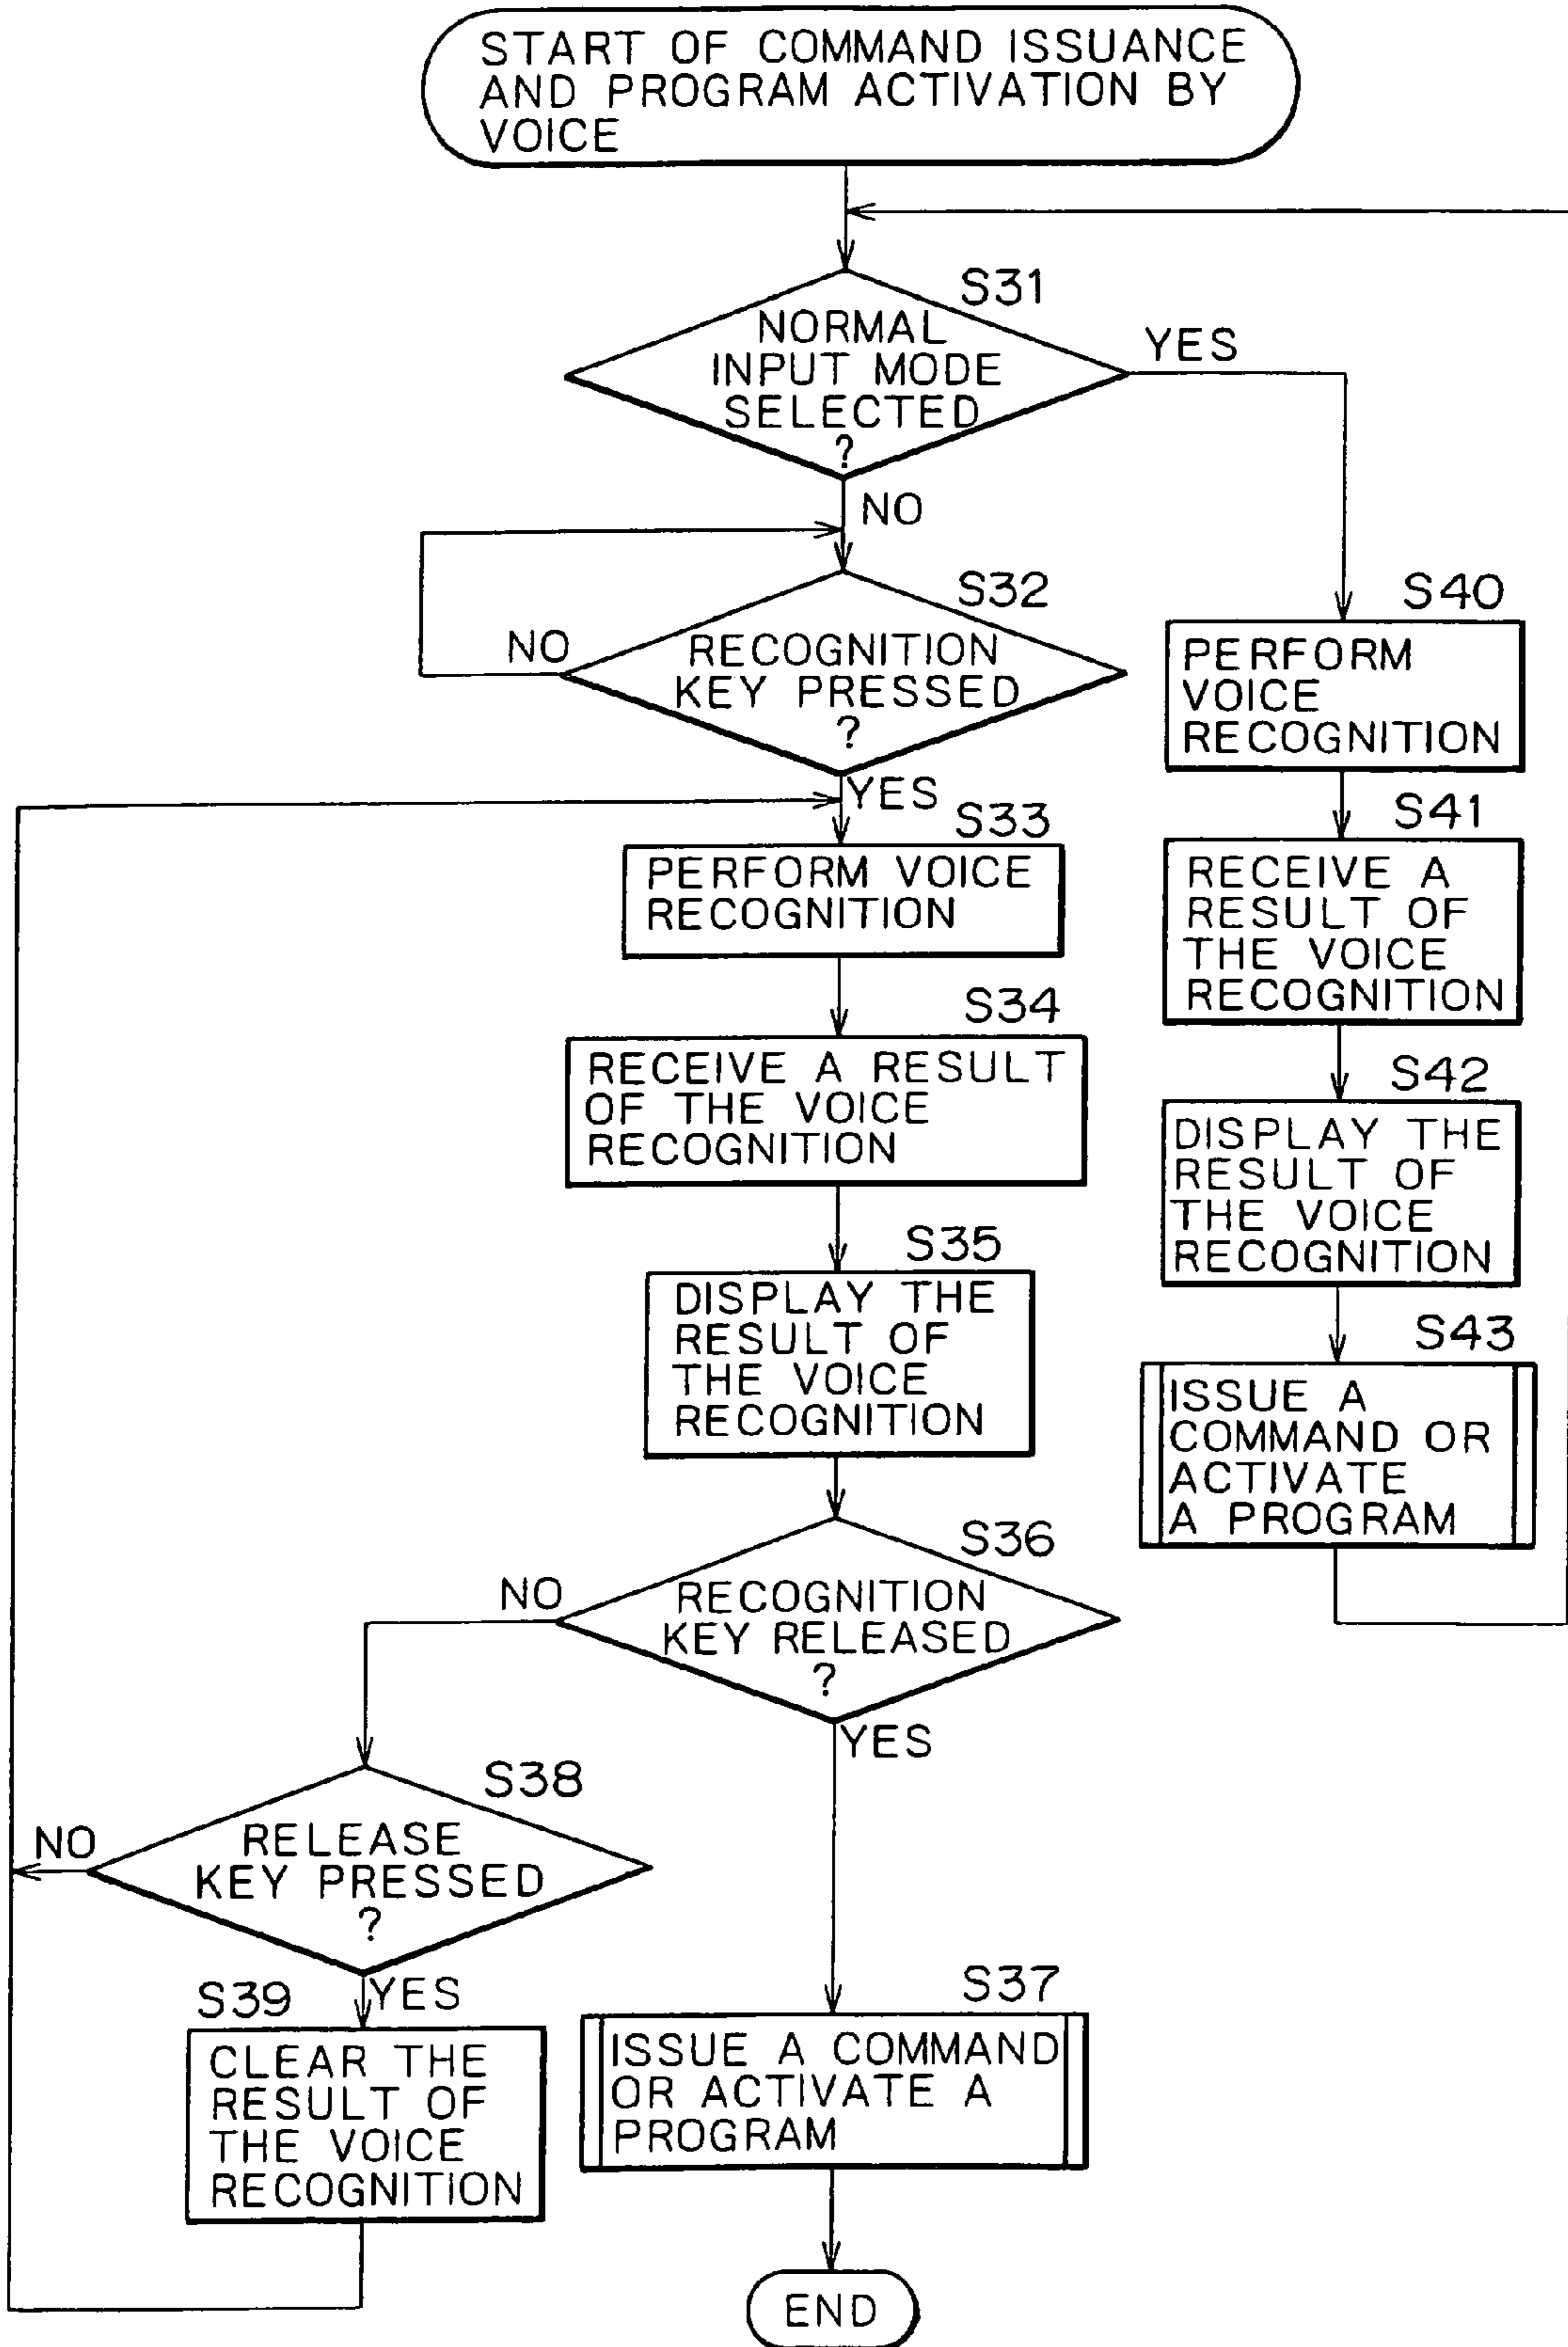 START OF COMMAND ISSUANCE
AND PROGRAM ACTIVATION BY
VOICE
S31
NORMAL
INPUT MODE
SELECTED
?
YES
NO
S32
NO
RECOGNITION
KEY PRESSED
?
YES
S33
PERFORM VOICE
RECOGNITION
S34
RECEIVE A RESULT
OF THE VOICE
RECOGNITION
S35
DISPLAY THE
RESULT OF
THE VOICE
RECOGNITION
S36
NO
RECOGNITION
KEY RELEASED
?
YES
S38
NO
RELEASE
KEY PRESSED
?
YES
S39
CLEAR THE
RESULT OF
THE VOICE
RECOGNITION
S37
ISSUE A COMMAND
OR ACTIVATE A
PROGRAM
END
S40
PERFORM
VOICE
RECOGNITION
S41
RECEIVE A
RESULT OF
THE VOICE
RECOGNITION
S42
DISPLAY THE
RESULT OF
THE VOICE
RECOGNITION
S43
ISSUE A
COMMAND OR
ACTIVATE
A PROGRAM